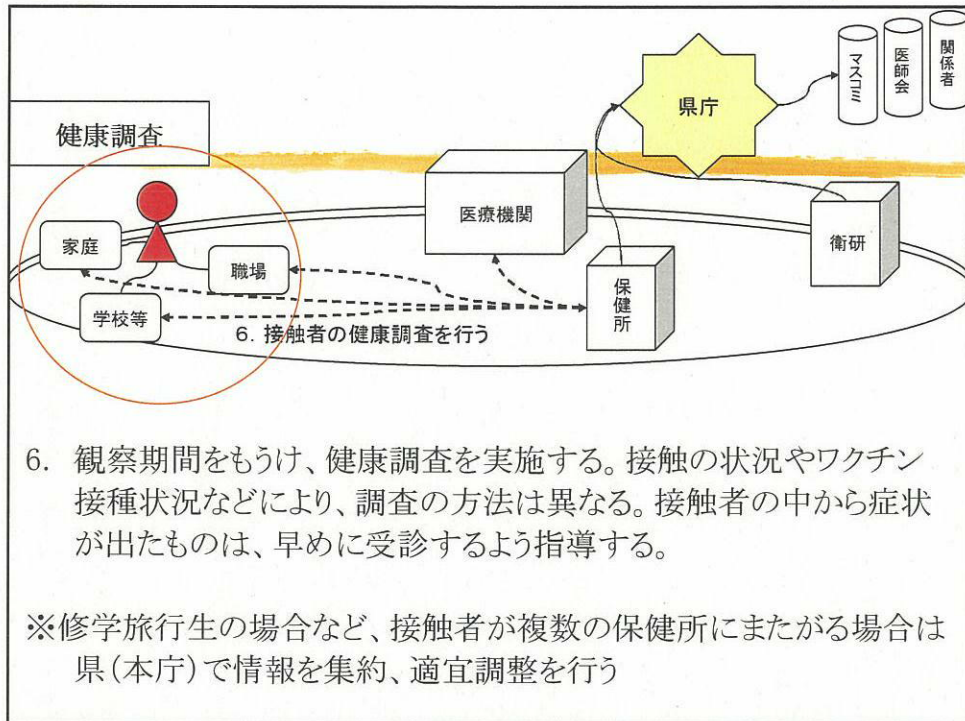 健康調査
県庁
マスコミ
医師会
関係者
医療機関
衛研
保健所
家庭
職場
学校等
6. 接触者の健康調査を行う
6. 観察期間をもうけ、健康調査を実施する。接触の状況やワクチン
接種状況などにより、調査の方法は異なる。接触者の中から症状
が出たものは、早めに受診するよう指導する。
※修学旅行生の場合など、接触者が複数の保健所にまたがる場合は
県(本庁)で情報を集約、適宜調整を行う